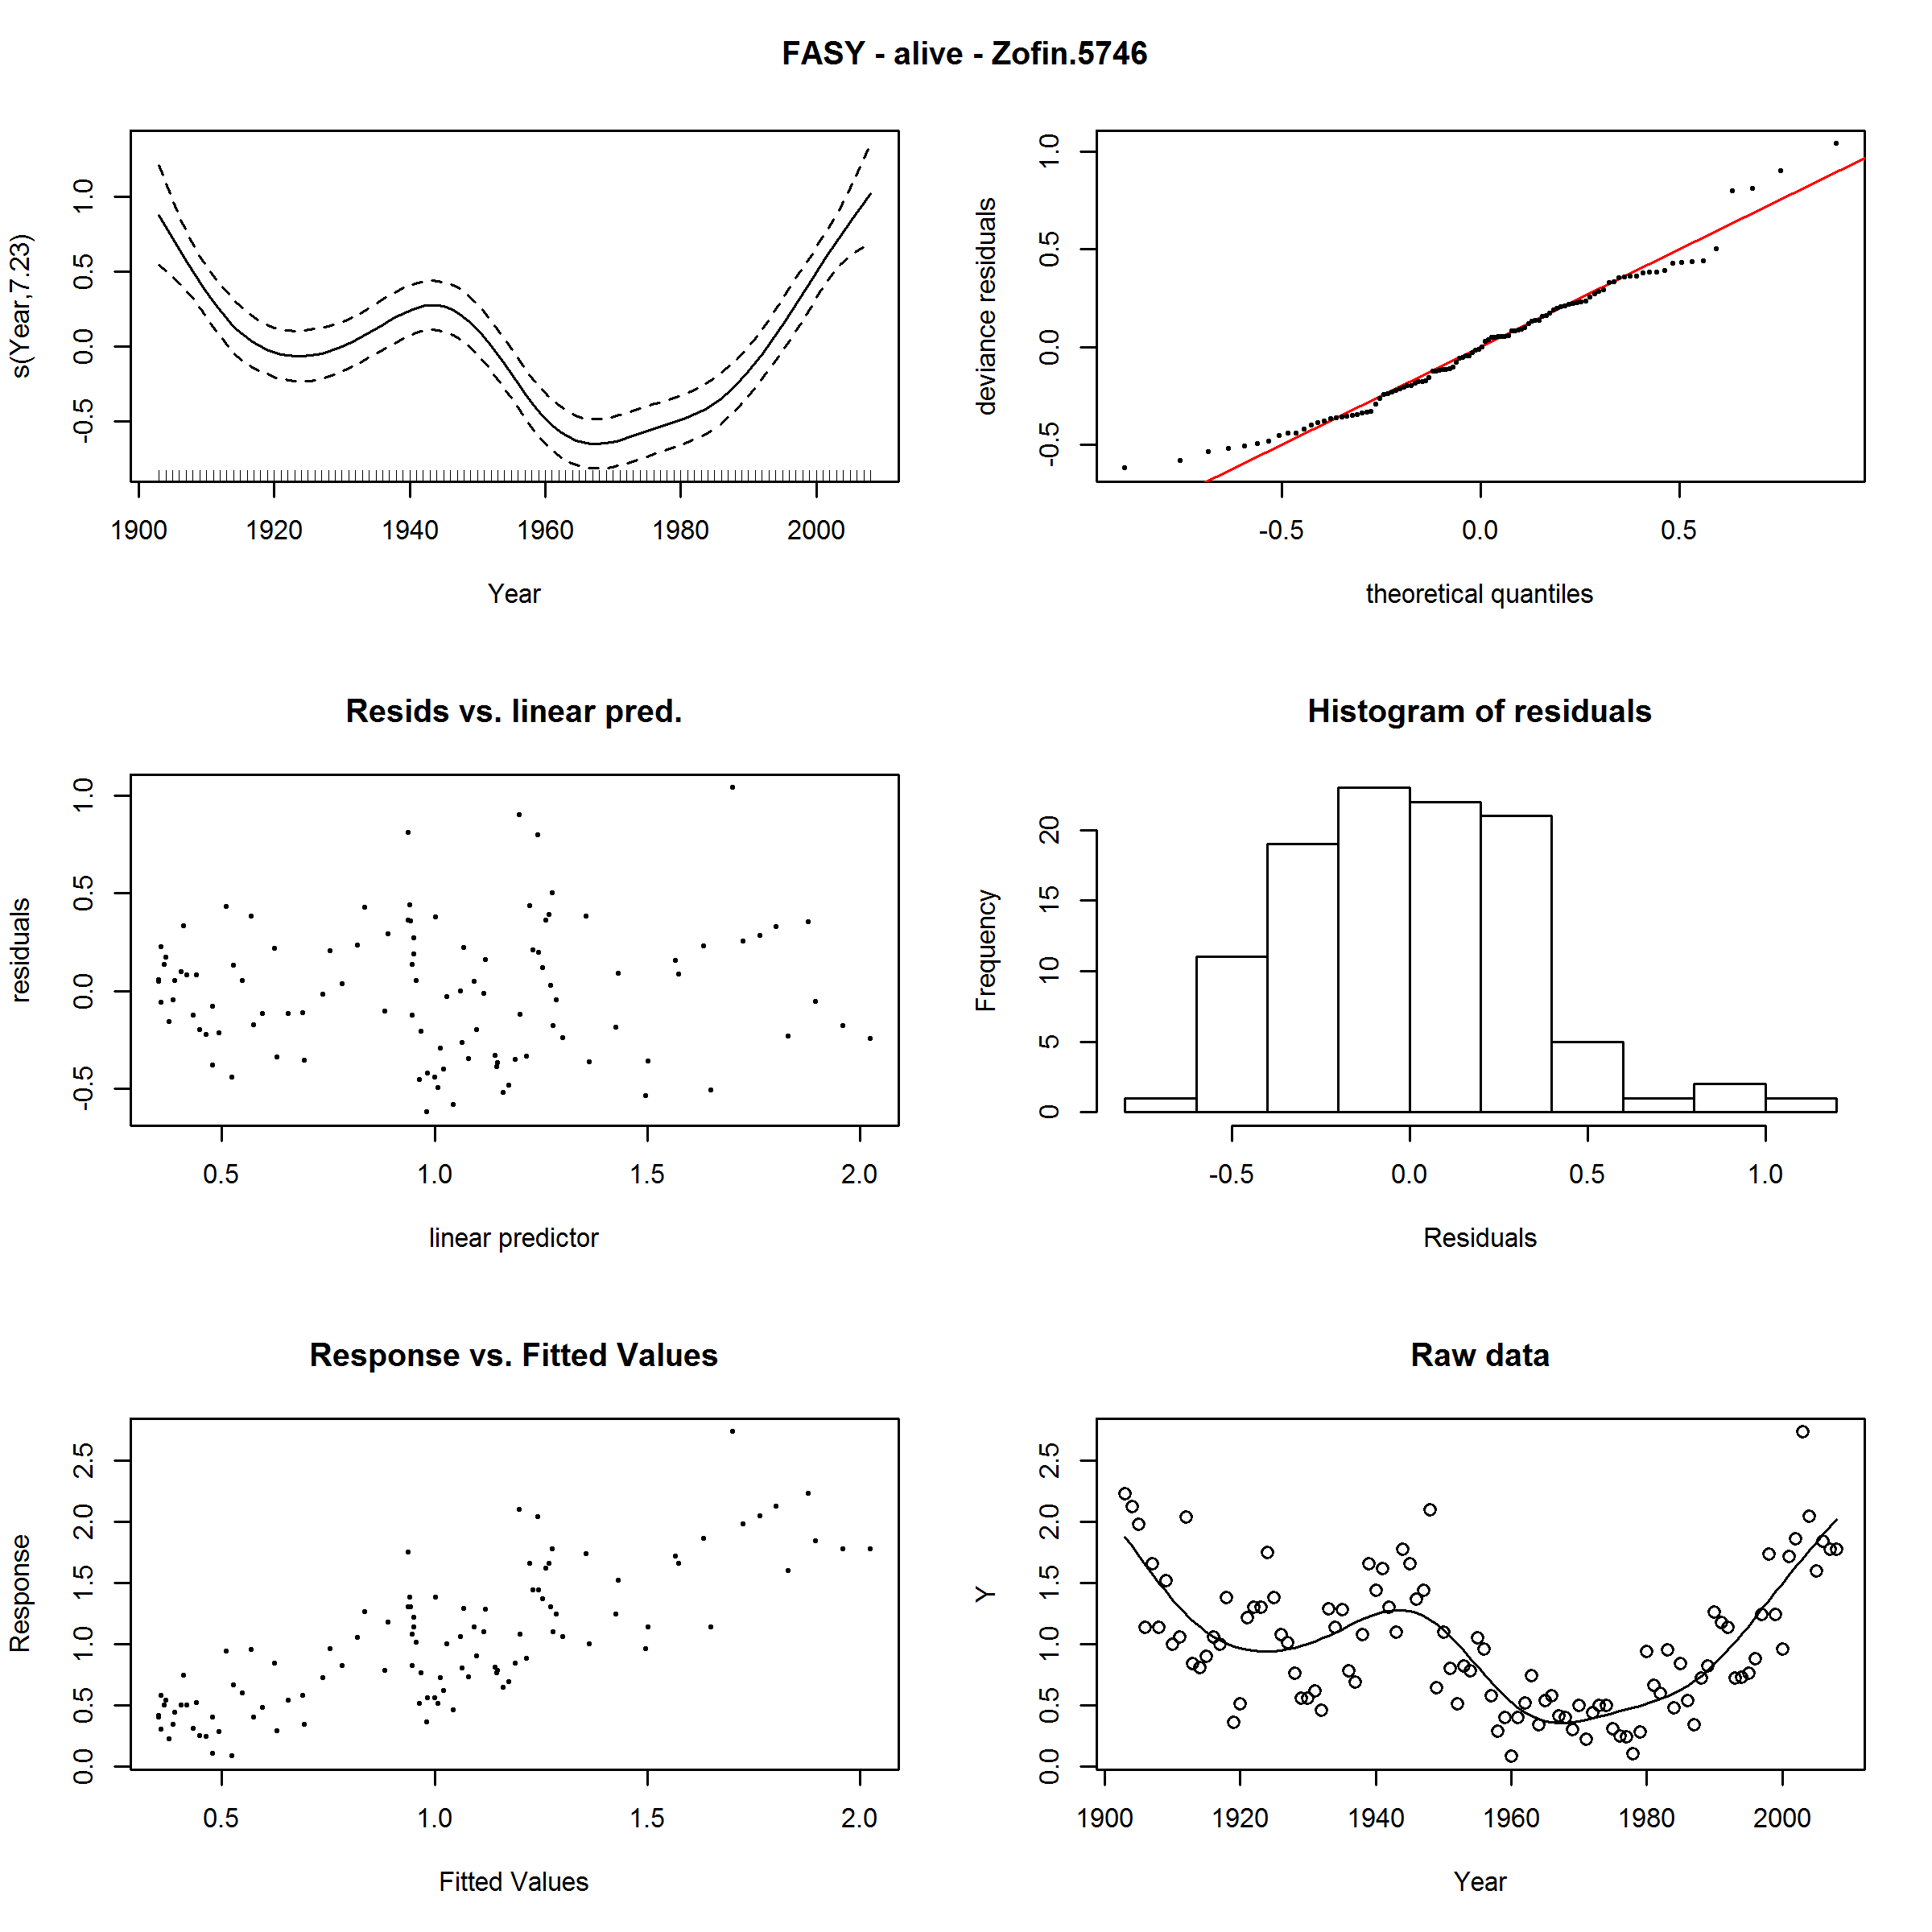 FASY - alive - Zofin.5746
s(Year,7.23)
-0.5 0.0 0.5 1.0
1900 1920 1940 1960 1980 2000
Year
deviance residuals
-0.5 0.0 0.5 1.0
-0.5 0.0 0.5
theoretical quantiles
Resids vs. linear pred.
residuals
-0.5 0.0 0.5 1.0
0.5 1.0 1.5 2.0
linear predictor
Histogram of residuals
Frequency
0 5 10 15 20
-0.5 0.0 0.5 1.0
Residuals
Response vs. Fitted Values
Response
0.0 0.5 1.0 1.5 2.0 2.5
0.5 1.0 1.5 2.0
Fitted Values
Raw data
Y
0.0 0.5 1.0 1.5 2.0 2.5
1900 1920 1940 1960 1980 2000
Year